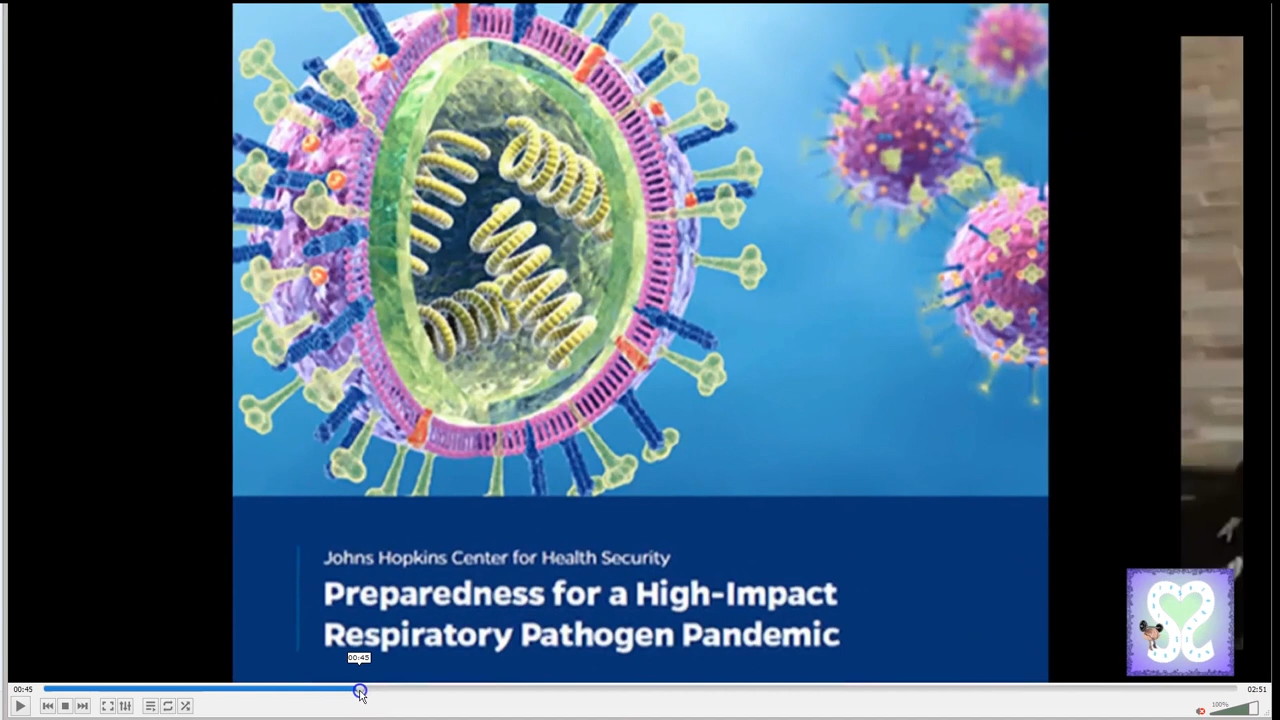 Johns Hopkins Center for Health Security
Preparedness for a High-Impact
Respiratory Pathogen Pandemic
00:45
00:45
02:51
100%